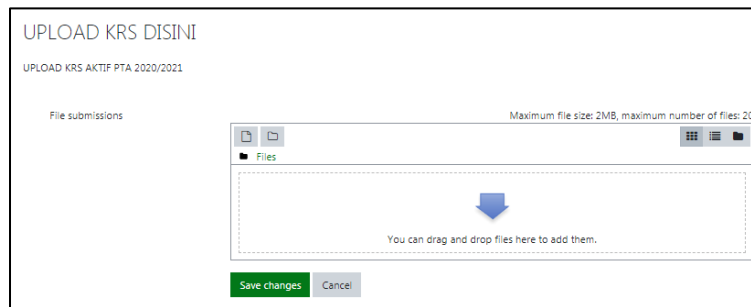 UPLOAD KRS DISINI
UPLOAD KRS AKTIF PTA 2020/2021
File submissions
Maximum file size: 2MB, maximum number of files: 20
Files
You can drag and drop files here to add them.
Save changes
Cancel